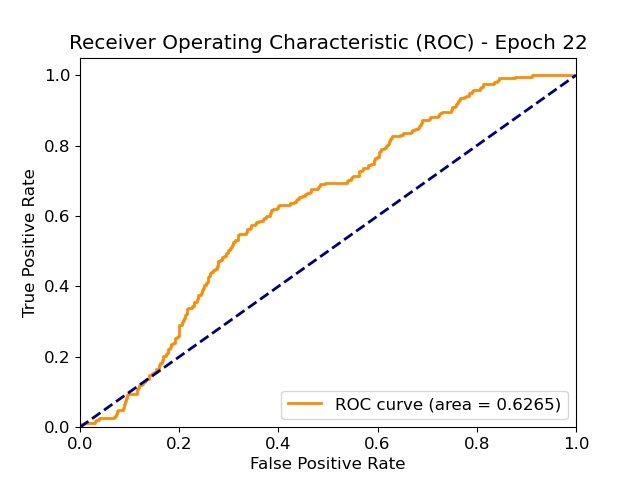 Receiver Operating Characteristic (ROC) - Epoch 22
1.0
0.8
0.6
0.4
0.2
0.0
True Positive Rate
ROC curve (area = 0.6265)
0.0 0.2 0.4 0.6 0.8 1.0
False Positive Rate